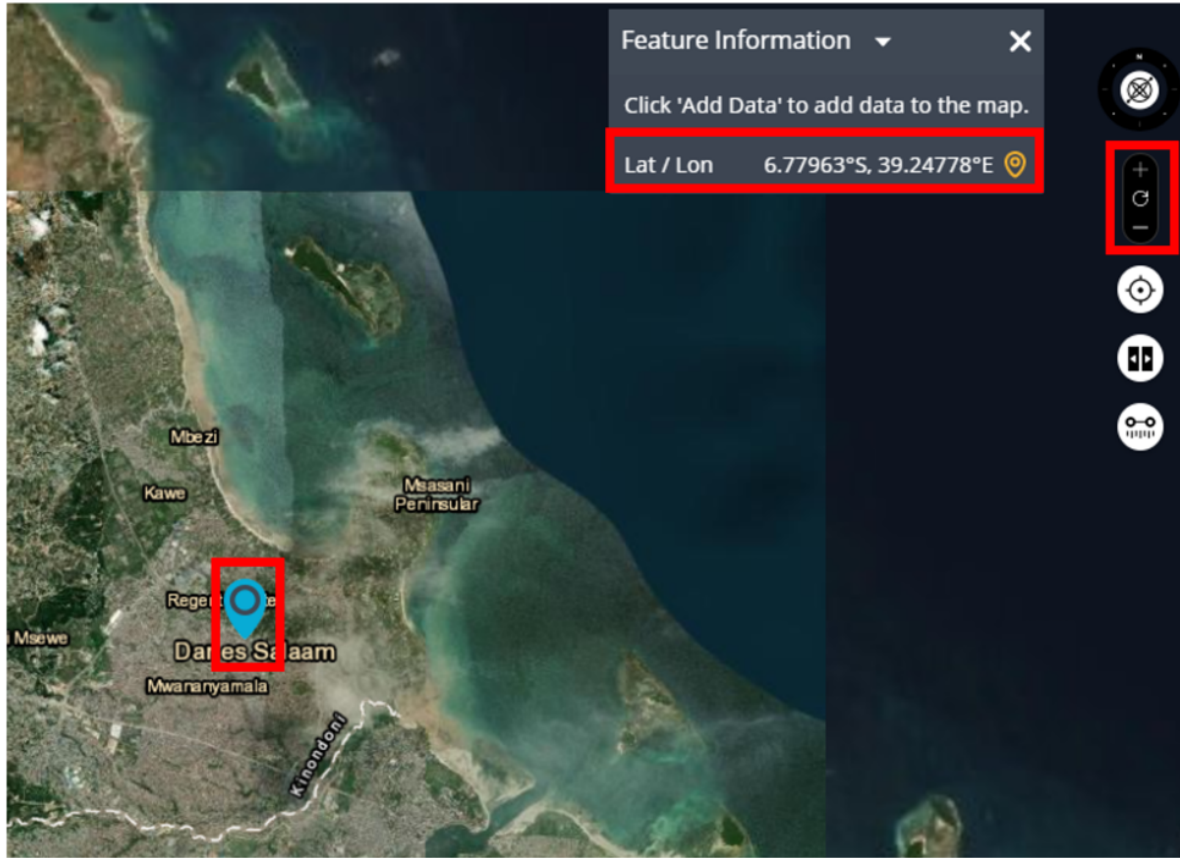 Feature Information
Click 'Add Data' to add data to the map.
Lat / Lon 6.77963°S, 39.24778°E
N
Mbezi
Kawe
Msasani
Peninsular
Msewe
Dar es Salaam
Mwananyamala
Kinondoni